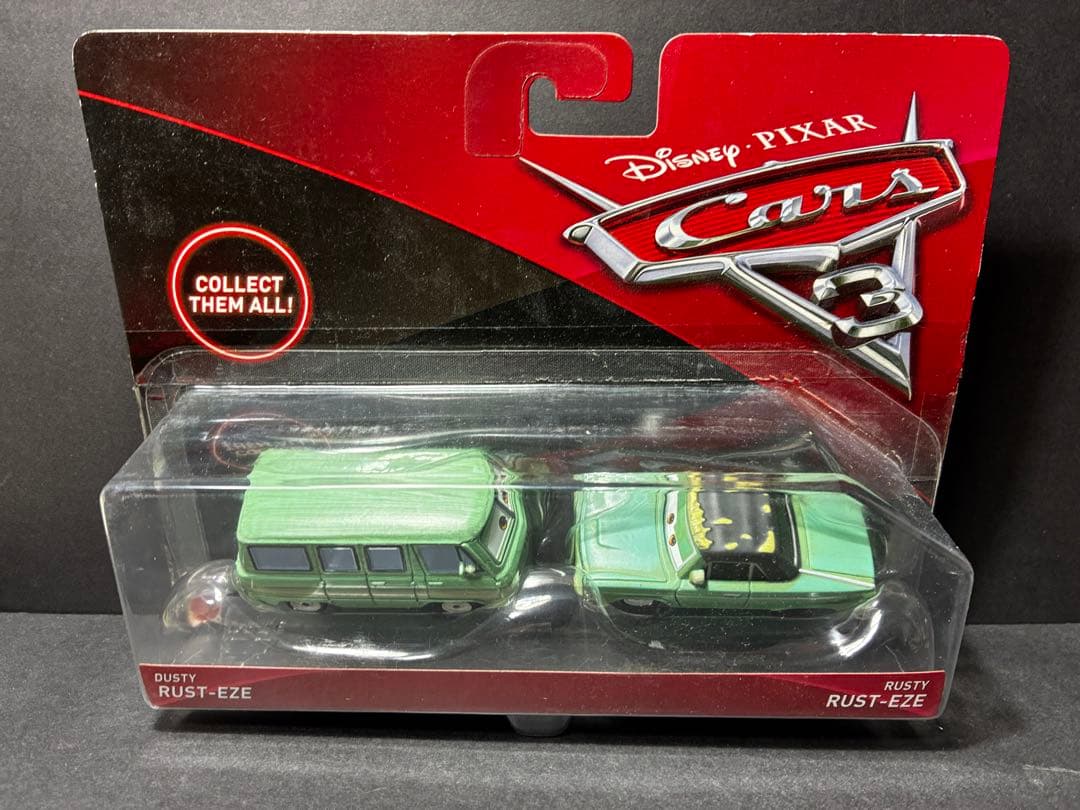 DISNEY · PIXAR
Cars
3
COLLECT
THEM ALL!
DUSTY
RUST-EZE
RUSTY
RUST-EZE